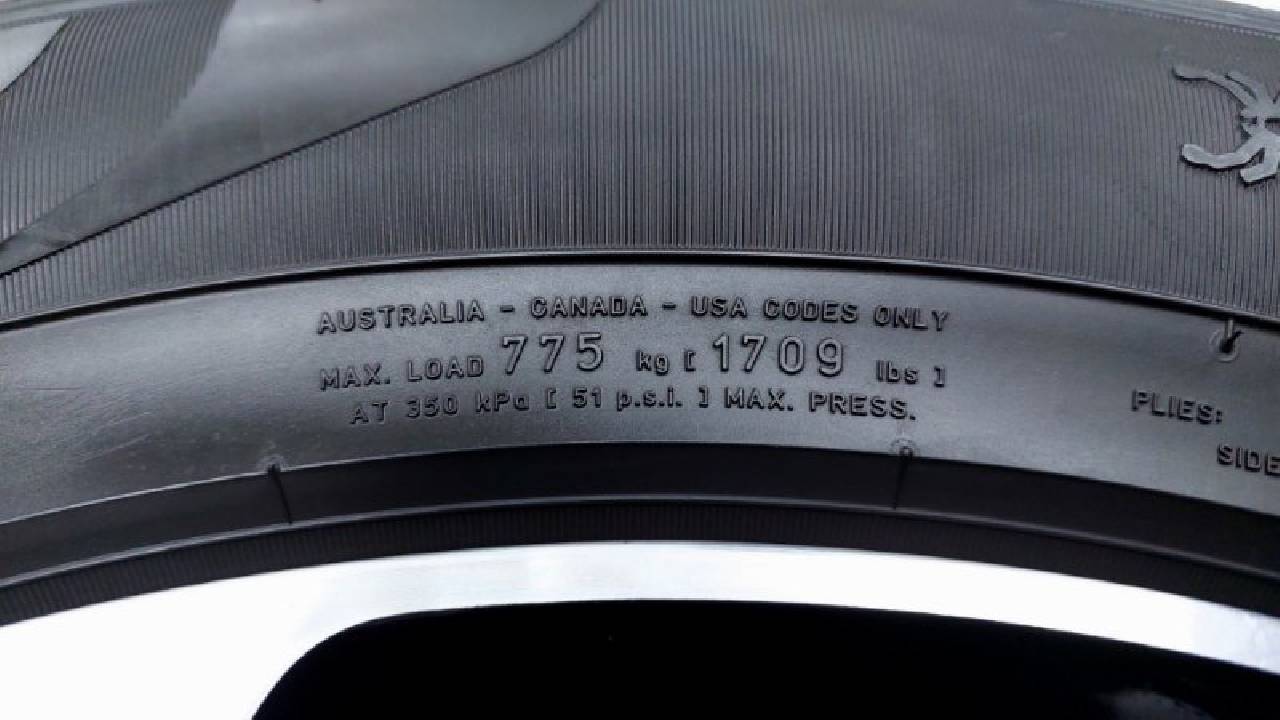 AUSTRALIA - CANADA - USA CODES ONLY
MAX. LOAD 775 kg [ 1709 lbs ]
AT 350 kPa [ 51 p.s.i. ] MAX. PRESS.
PLIES:
SIDE